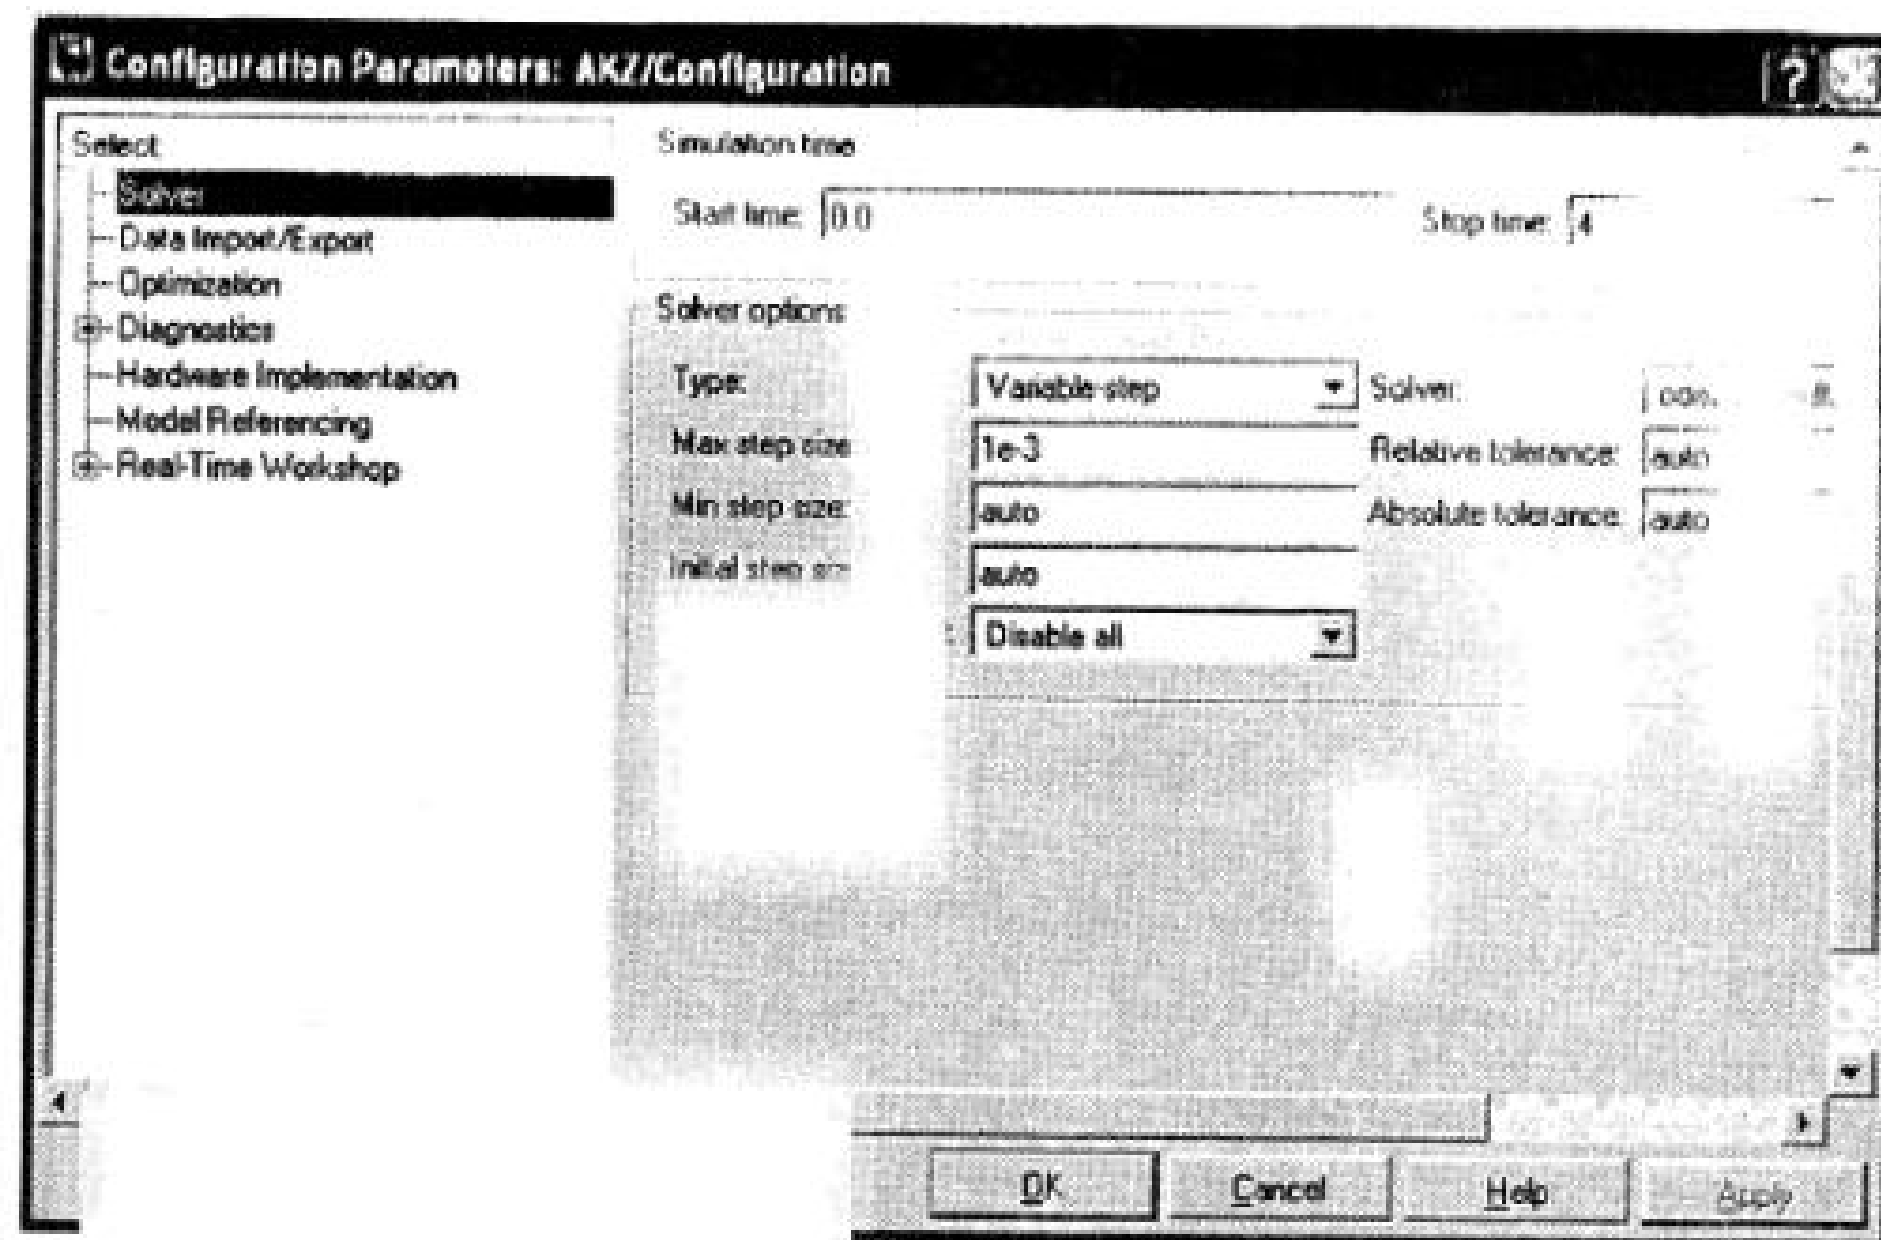 Configuration Parameters: AKZ/Configuration
Select:
Solver
Data Import/Export
Optimization
Diagnostics
Hardware Implementation
Model Referencing
Real-Time Workshop
Simulation time
Start time: 0.0 Stop time: 4
Solver options
Type: Variable-step Solver:
Max step size 1e-3 Relative tolerance: auto
Min step size: auto Absolute tolerance: auto
Initial step auto
Disable all
OK Cancel Help Apply